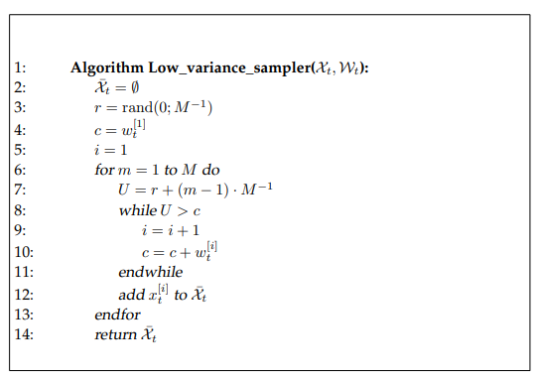 1: Algorithm Low_variance_sampler(𝒳ₜ, 𝒲ₜ):
2: 𝒳̄ₜ = ∅
3: r = rand(0; M⁻¹)
4: c = wₜ^[1]
5: i = 1
6: for m = 1 to M do
7: U = r + (m − 1) · M⁻¹
8: while U > c
9: i = i + 1
10: c = c + wₜ^[i]
11: endwhile
12: add xₜ^[i] to 𝒳̄ₜ
13: endfor
14: return 𝒳̄ₜ